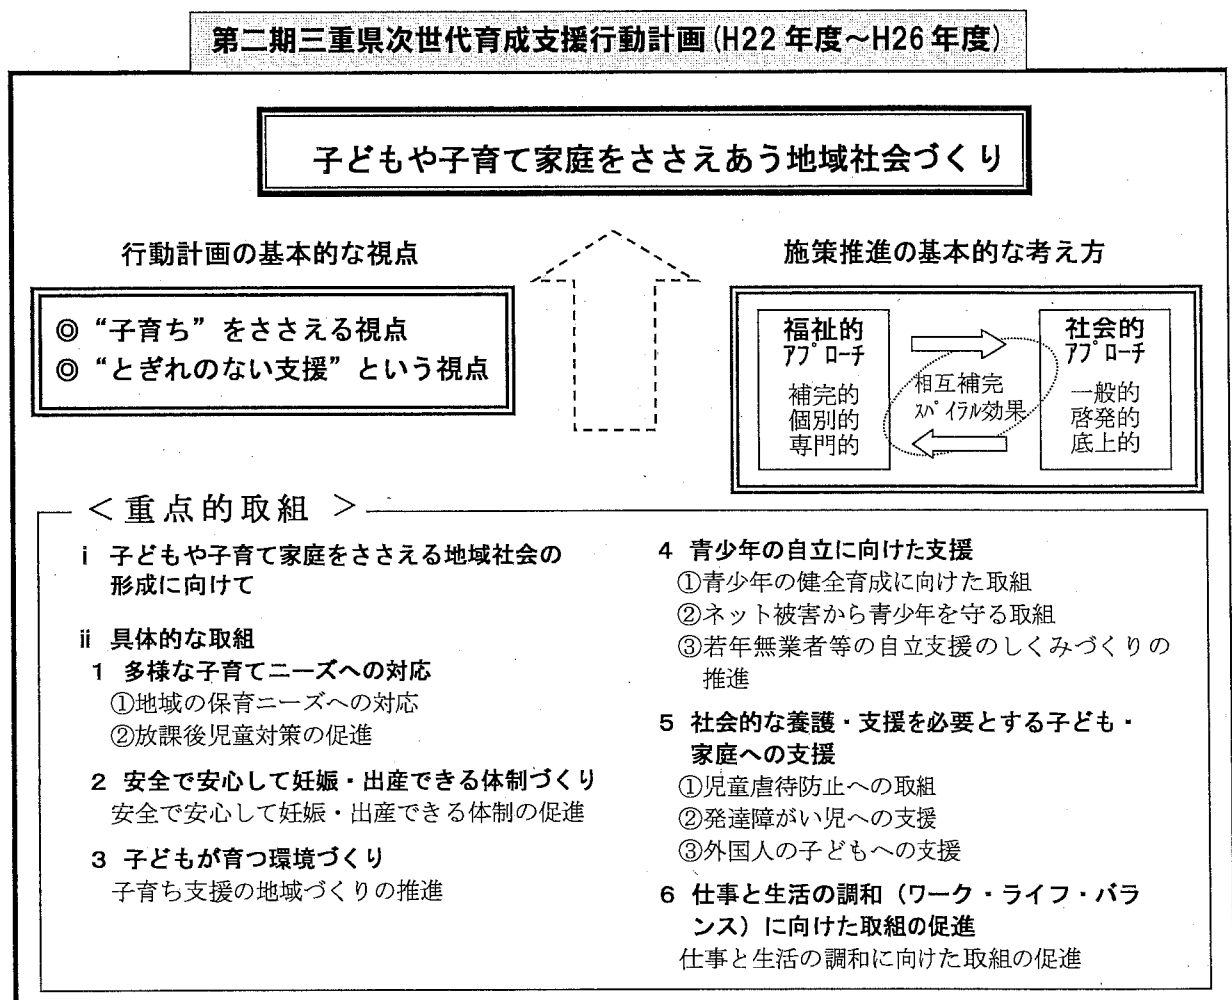 第二期三重県次世代育成支援行動計画(H22年度～H26年度)
子どもや子育て家庭をささえあう地域社会づくり
行動計画の基本的な視点
◎ “子育ち”をささえる視点
◎ “とぎれのない支援”という視点
施策推進の基本的な考え方
福祉的
ｱﾌﾟﾛｰﾁ
補完的
個別的
専門的
相互補完
ｽﾊﾟｲﾗﾙ効果
社会的
ｱﾌﾟﾛｰﾁ
一般的
啓発的
底上的
＜重点的取組＞
ⅰ 子どもや子育て家庭をささえる地域社会の
形成に向けて
ⅱ 具体的な取組
1 多様な子育てニーズへの対応
①地域の保育ニーズへの対応
②放課後児童対策の促進
2 安全で安心して妊娠・出産できる体制づくり
安全で安心して妊娠・出産できる体制の促進
3 子どもが育つ環境づくり
子育ち支援の地域づくりの推進
4 青少年の自立に向けた支援
①青少年の健全育成に向けた取組
②ネット被害から青少年を守る取組
③若年無業者等の自立支援のしくみづくりの
推進
5 社会的な養護・支援を必要とする子ども・
家庭への支援
①児童虐待防止への取組
②発達障がい児への支援
③外国人の子どもへの支援
6 仕事と生活の調和（ワーク・ライフ・バラ
ンス）に向けた取組の促進
仕事と生活の調和に向けた取組の促進